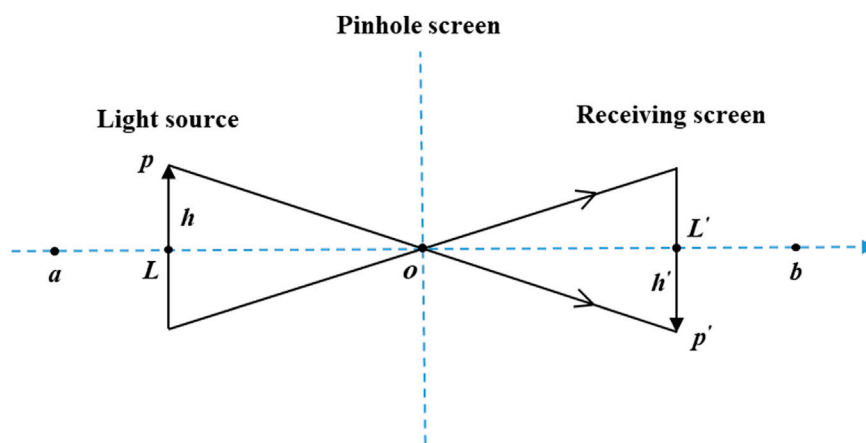 Pinhole screen
Light source
Receiving screen
p
h
L'
a
L
o
h'
b
p'